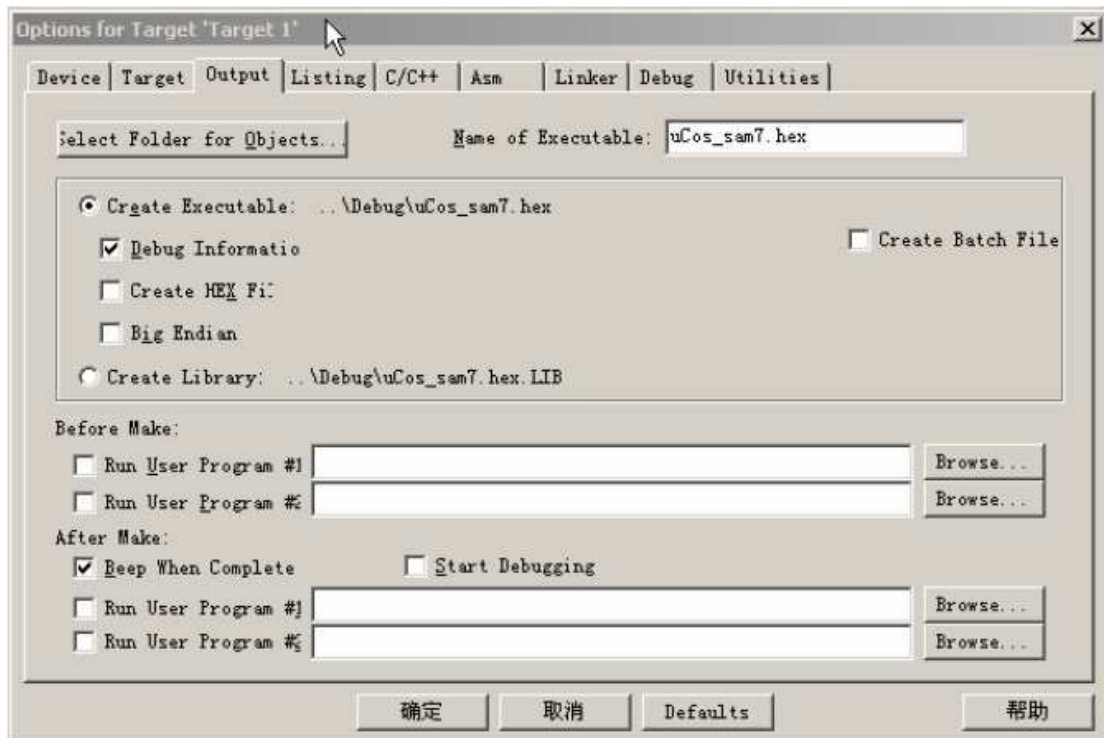 Options for Target 'Target 1'
Device Target Output Listing C/C++ Asm Linker Debug Utilities
Select Folder for Objects... Name of Executable: uCos_sam7.hex
Create Executable: ..\Debug\uCos_sam7.hex
Debug Informatio Create Batch File
Create HEX Fi
Big Endian
Create Library: ..\Debug\uCos_sam7.hex.LIB
Before Make:
Run User Program #1 Browse...
Run User Program # Browse...
After Make:
Beep When Complete Start Debugging
Run User Program #1 Browse...
Run User Program # Browse...
确定 取消 Defaults 帮助